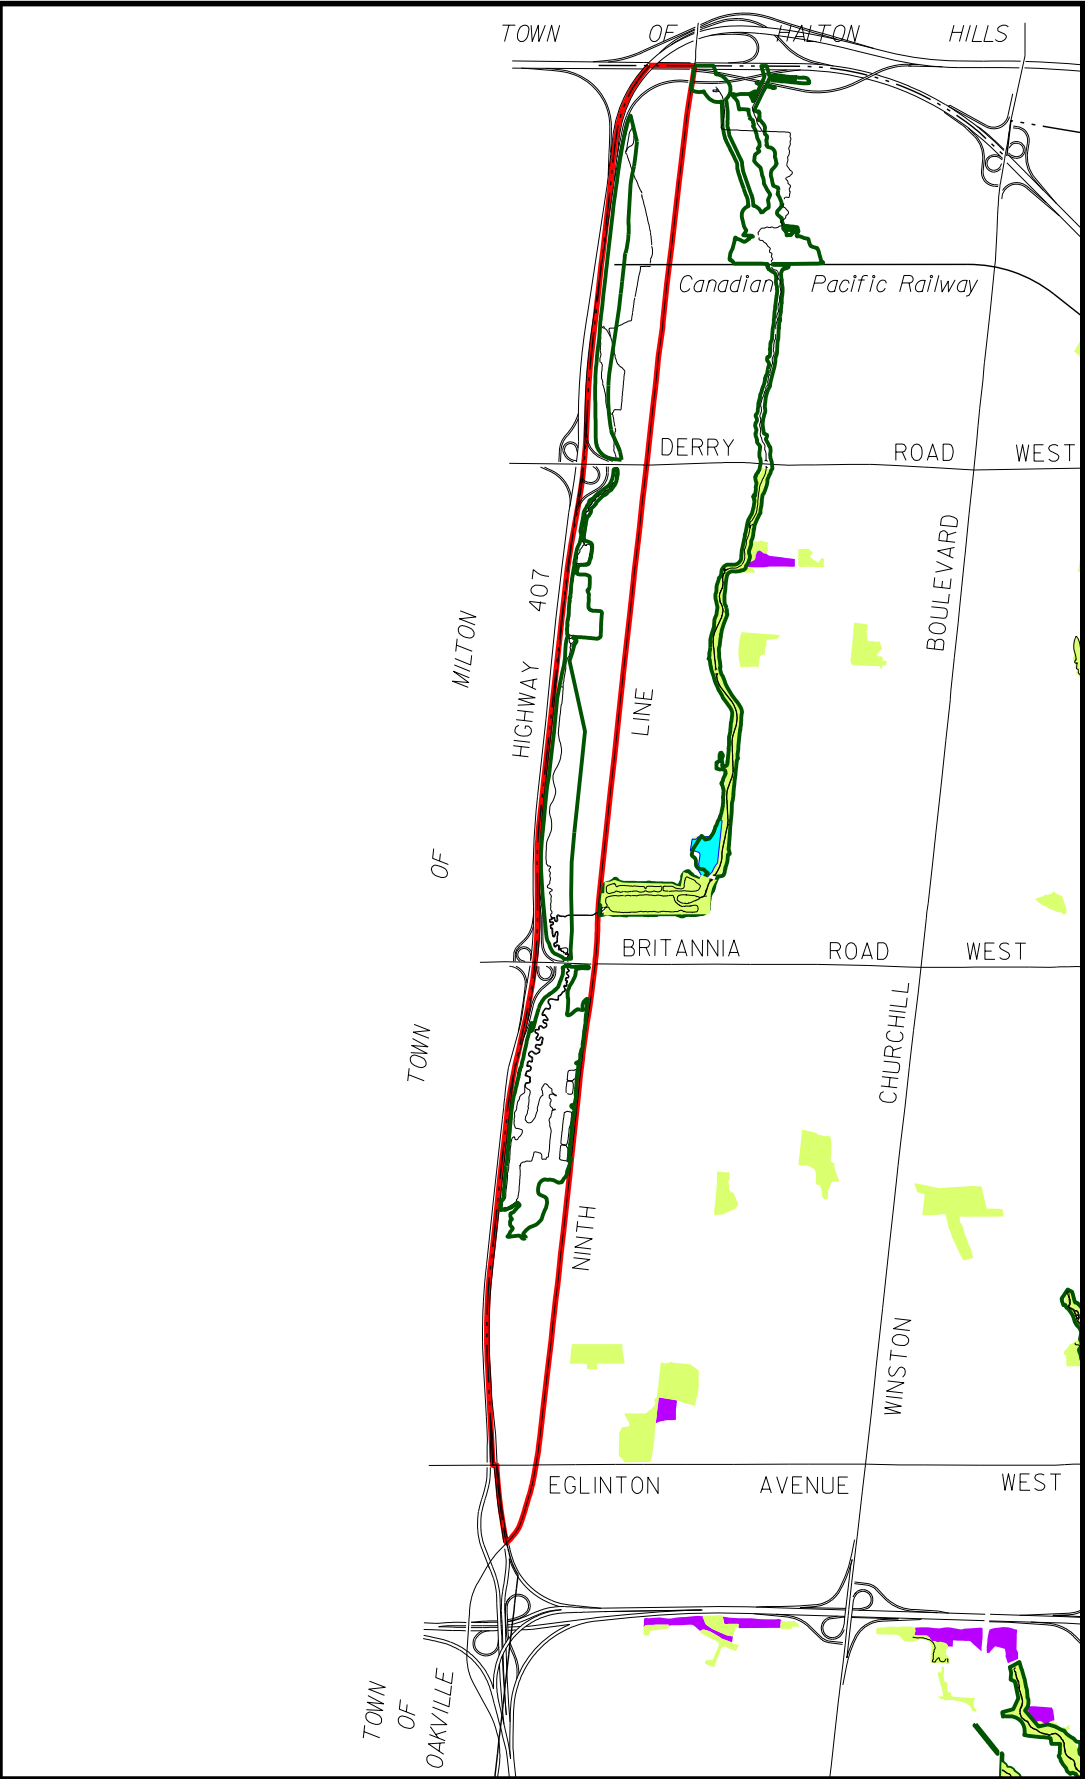 TOWN OF HALTON HILLS
Canadian Pacific Railway
DERRY ROAD WEST
BOULEVARD
407
MILTON
HIGHWAY
LINE
OF
BRITANNIA ROAD WEST
CHURCHILL
TOWN
NINTH
WINSTON
EGLINTON AVENUE WEST
TOWN
OF
OAKVILLE